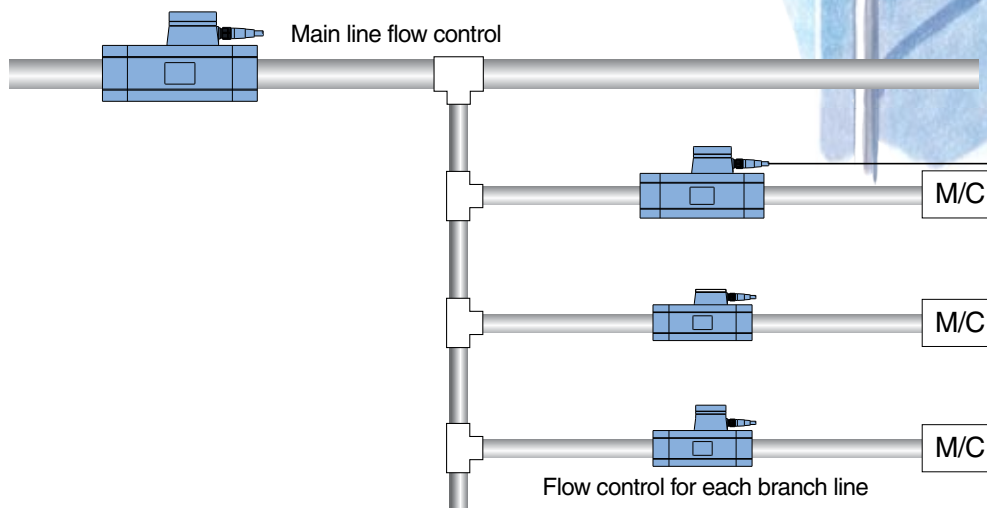 Main line flow control
M/C
M/C
M/C
Flow control for each branch line